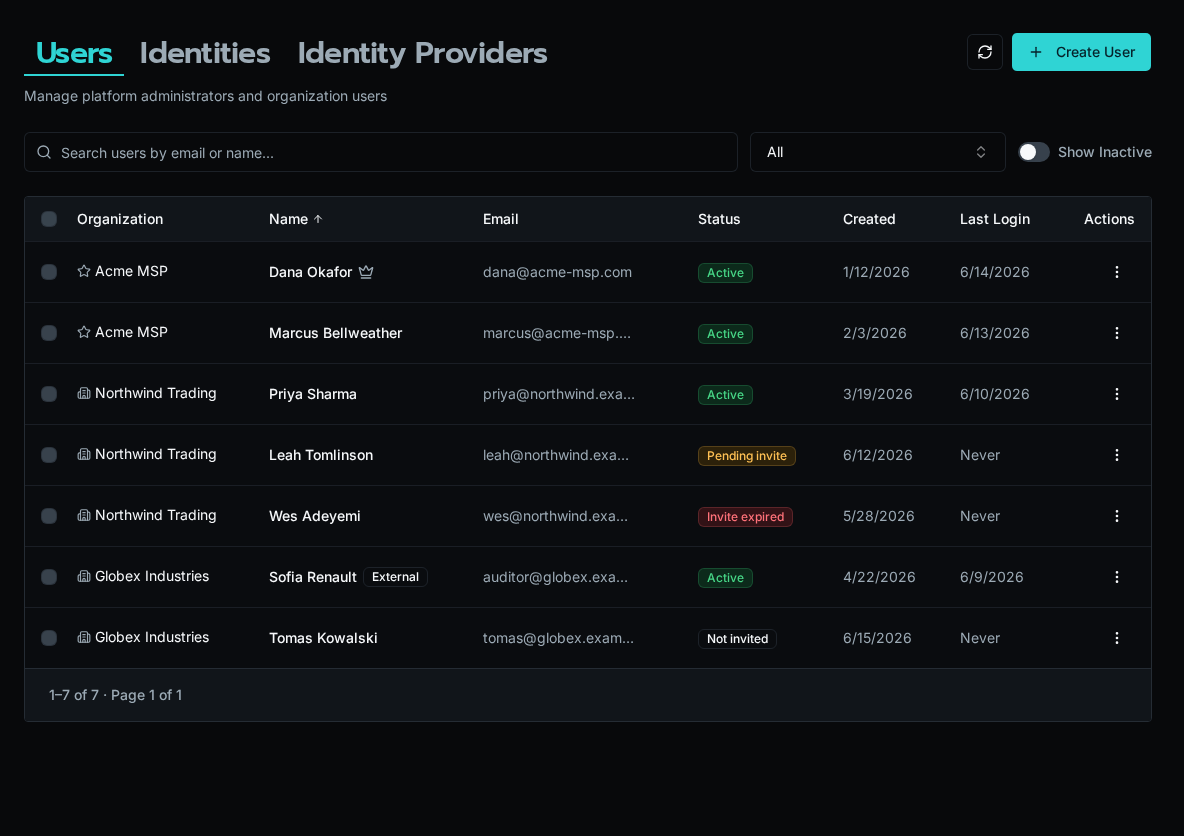 Users Identities Identity Providers
Create User
Manage platform administrators and organization users
Search users by email or name...
All
Show Inactive
Organization Name Email Status Created Last Login Actions
Acme MSP Dana Okafor dana@acme-msp.com Active 1/12/2026 6/14/2026
Acme MSP Marcus Bellweather marcus@acme-msp.... Active 2/3/2026 6/13/2026
Northwind Trading Priya Sharma priya@northwind.exa... Active 3/19/2026 6/10/2026
Northwind Trading Leah Tomlinson leah@northwind.exa... Pending invite 6/12/2026 Never
Northwind Trading Wes Adeyemi wes@northwind.exa... Invite expired 5/28/2026 Never
Globex Industries Sofia Renault External auditor@globex.exa... Active 4/22/2026 6/9/2026
Globex Industries Tomas Kowalski tomas@globex.exam... Not invited 6/15/2026 Never
1–7 of 7 · Page 1 of 1